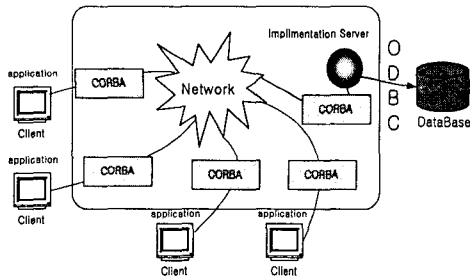 Implimentation Server
O
D
B
C
DataBase
application
CORBA
Network
CORBA
Client
application
CORBA
CORBA
CORBA
Client
application
Client
application
Client